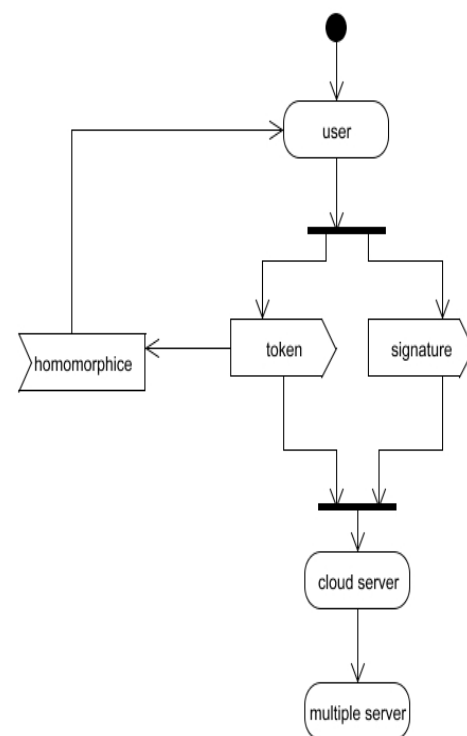 user
token
signature
homomorphice
cloud server
multiple server